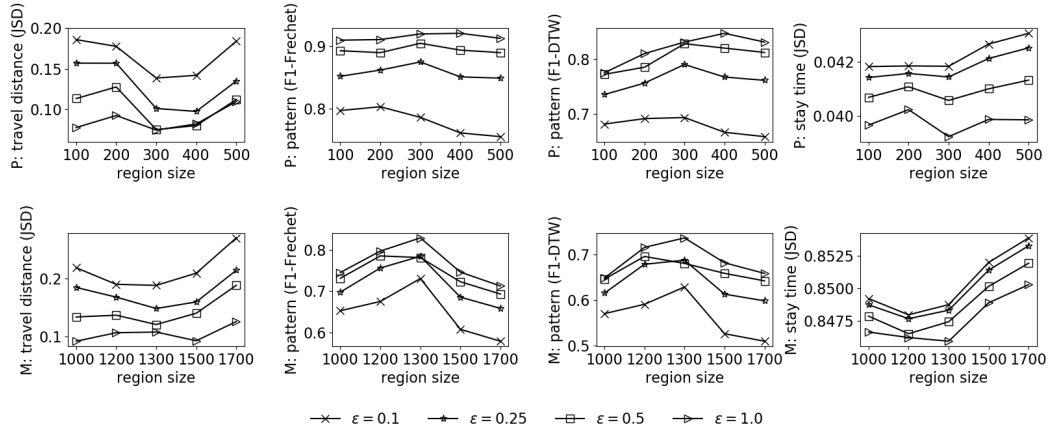 P: travel distance (JSD)
0.20
0.15
0.10
100 200 300 400 500
region size
P: pattern (F1-Frechet)
0.9
0.8
100 200 300 400 500
region size
P: pattern (F1-DTW)
0.8
0.7
100 200 300 400 500
region size
P: stay time (JSD)
0.042
0.040
100 200 300 400 500
region size
M: travel distance (JSD)
0.2
0.1
1000 1200 1300 1500 1700
region size
M: pattern (F1-Frechet)
0.8
0.7
0.6
1000 1200 1300 1500 1700
region size
M: pattern (F1-DTW)
0.7
0.6
0.5
1000 1200 1300 1500 1700
region size
M: stay time (JSD)
0.8525
0.8500
0.8475
1000 1200 1300 1500 1700
region size
ε = 0.1 ε = 0.25 ε = 0.5 ε = 1.0